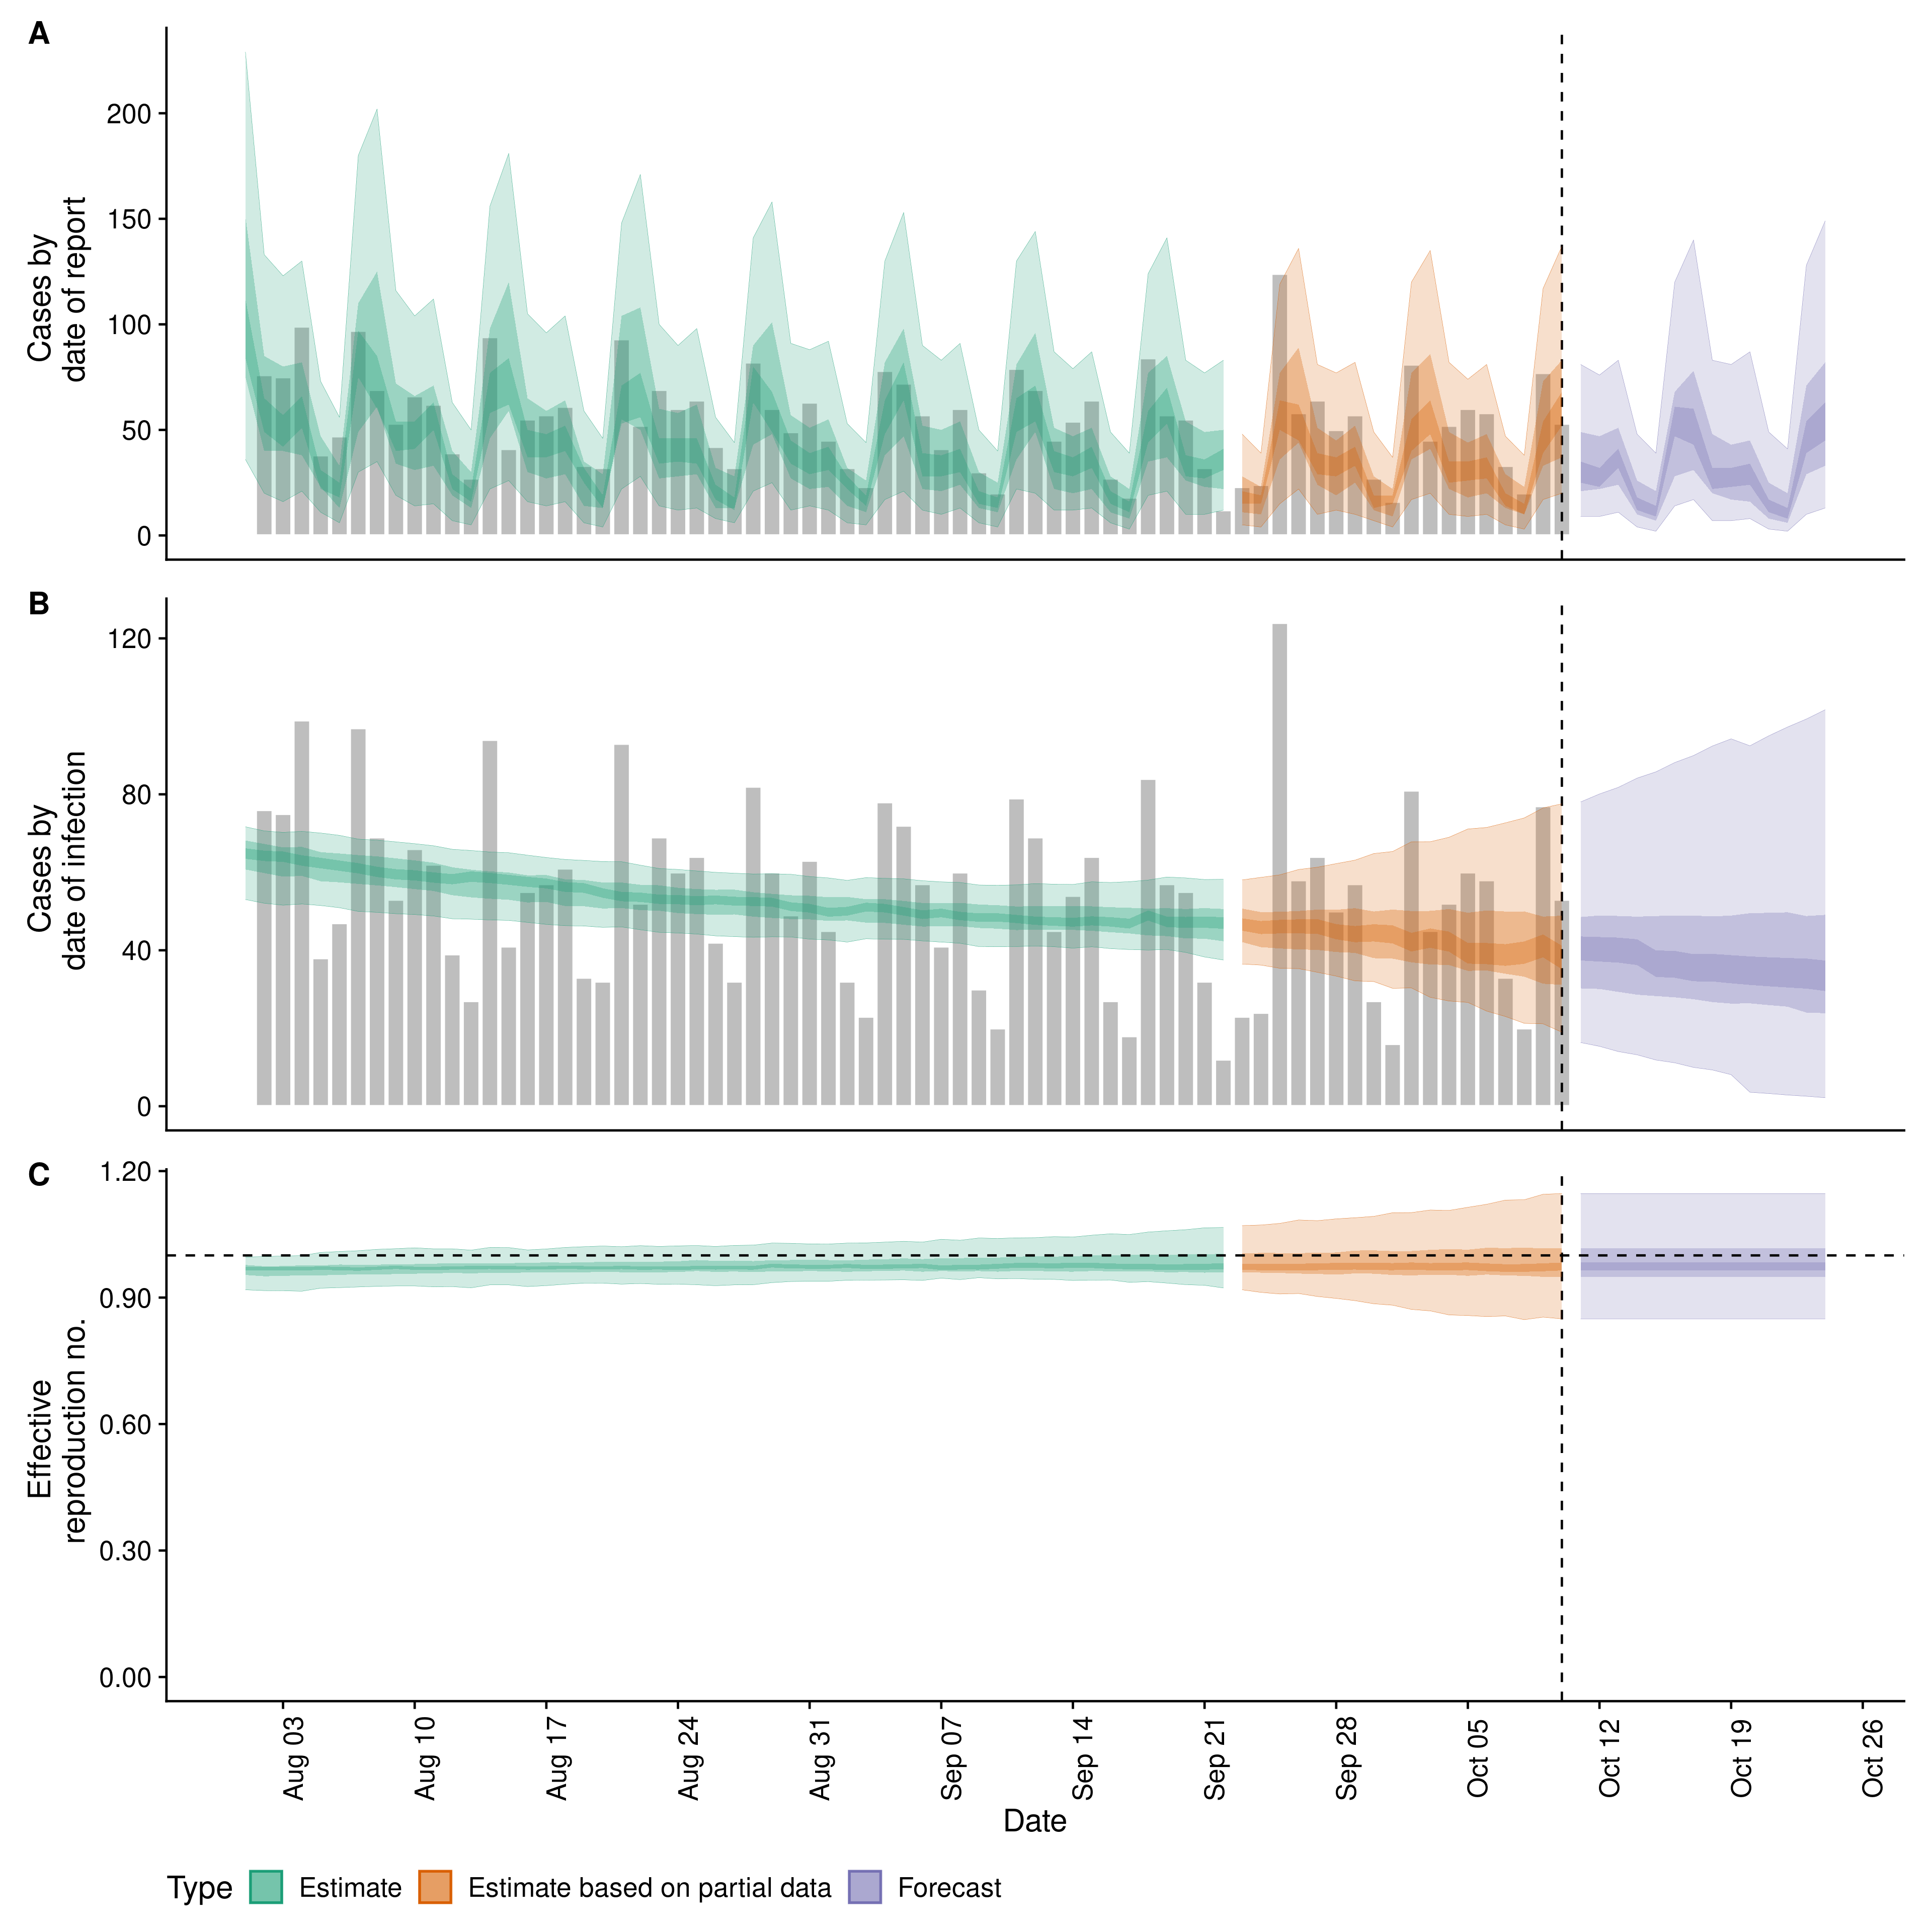 A
200
150
100
50
0
Cases by
date of report
B
120
80
40
0
Cases by
date of infection
C
1.20
0.90
0.60
0.30
0.00
Effective
reproduction no.
Aug 03
Aug 10
Aug 17
Aug 24
Aug 31
Sep 07
Sep 14
Sep 21
Sep 28
Oct 05
Oct 12
Oct 19
Oct 26
Date
Type Estimate Estimate based on partial data Forecast